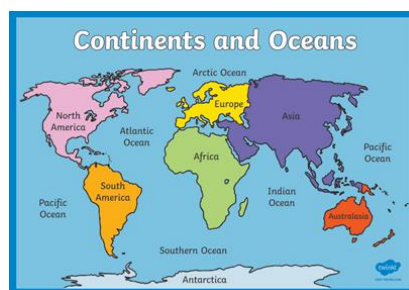 Continents and Oceans
Arctic Ocean
North
America
Europe
Asia
Atlantic
Ocean
Pacific
Ocean
Africa
South
America
Indian
Ocean
Pacific
Ocean
Australasia
Southern Ocean
Antarctica
twinkl